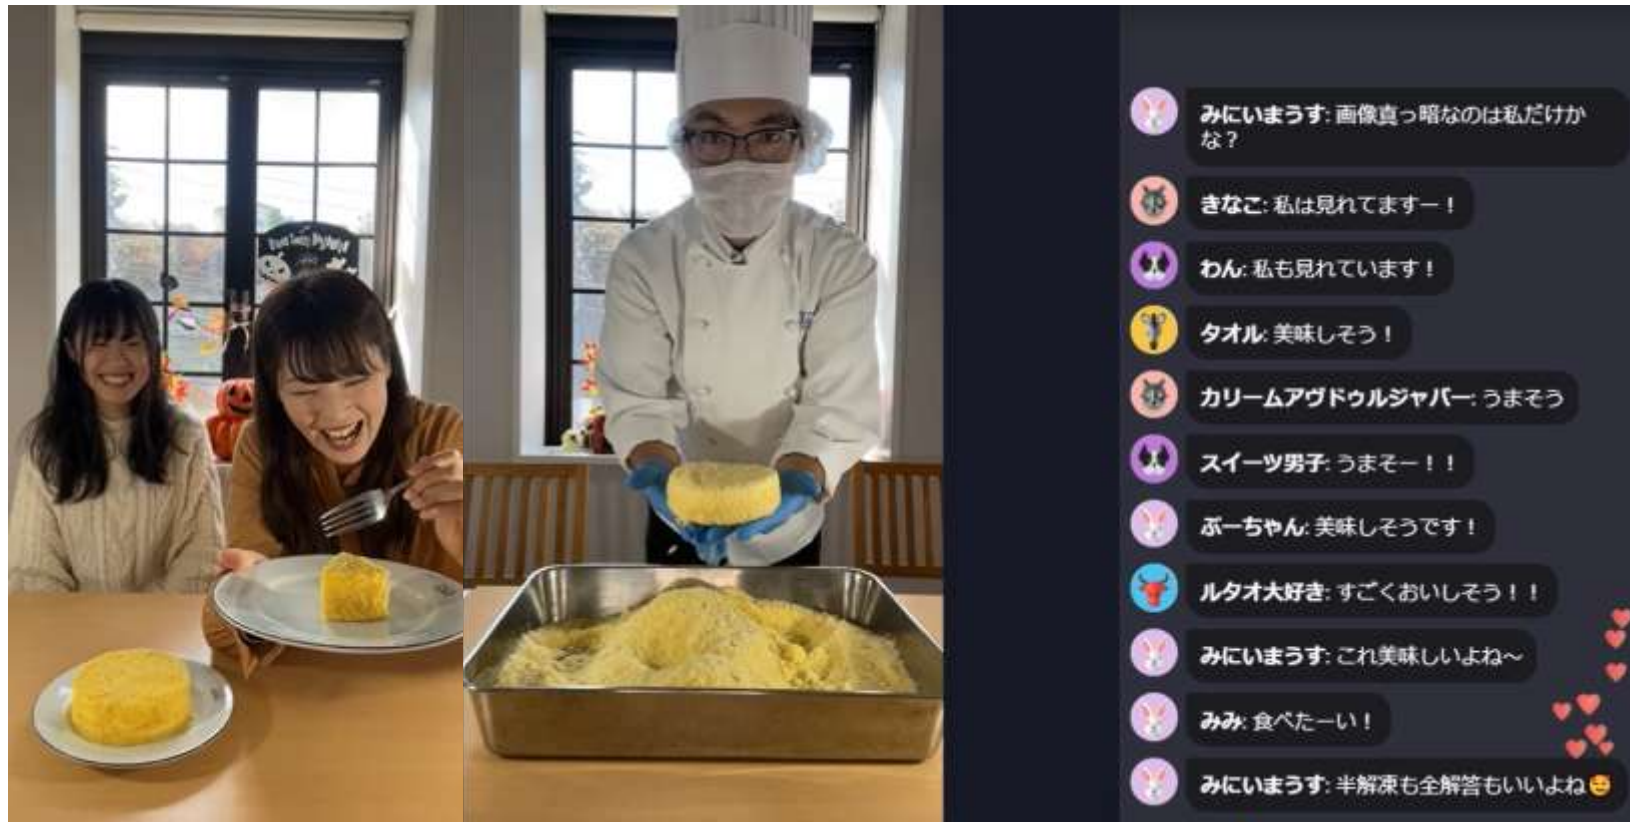 みにいまうす: 画像真っ暗なのは私だけか
な？
きなこ: 私は見れてますー！
わん: 私も見れています！
タオル: 美味しそう！
カリームアヴドゥルジャバー: うまそう
スイーツ男子: うまそー！！
ぶーちゃん: 美味しそうです！
ルタオ大好き: すごくおいしそう！！
みにいまうす: これ美味しいよね〜
みみ: 食べたーい！
みにいまうす: 半解凍も全解答もいいよね😊